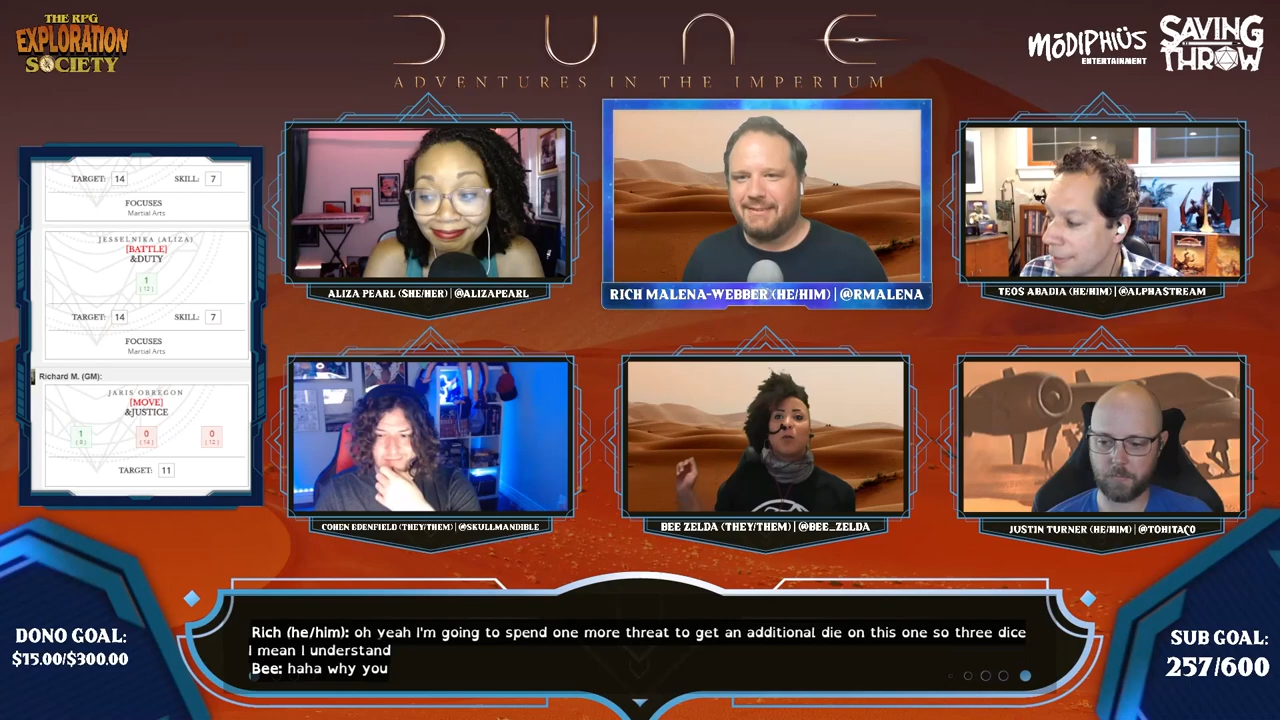 THE RPG
EXPLORATION
SOCIETY
DUNE
ADVENTURES IN THE IMPERIUM
MŌDIPHIÜS
ENTERTAINMENT
SAVING
THROW
TARGET: 14 SKILL: 7
FOCUSES
Martial Arts
JESSELNIKA (ALIZA)
[BATTLE]
&DUTY
1
( 12 )
TARGET: 14 SKILL: 7
FOCUSES
Martial Arts
Richard M. (GM):
JARIS OBREGON
[MOVE]
&JUSTICE
1 0 0
( 8 ) ( 14 ) ( 12 )
TARGET: 11
ALIZA PEARL (SHE/HER) | @ALIZAPEARL
RICH MALENA-WEBBER (HE/HIM) | @RMALENA
TEOS ABADIA (HE/HIM) | @ALPHASTREAM
COHEN EDENFIELD (THEY/THEM) | @SKULLMANDIBLE
BEE ZELDA (THEY/THEM) | @BEE_ZELDA
JUSTIN TURNER (HE/HIM) | @TOHITACO
DONO GOAL:
$15.00/$300.00
Rich (he/him): oh yeah I'm going to spend one more threat to get an additional die on this one so three dice
I mean I understand
Bee: haha why you
SUB GOAL:
257/600